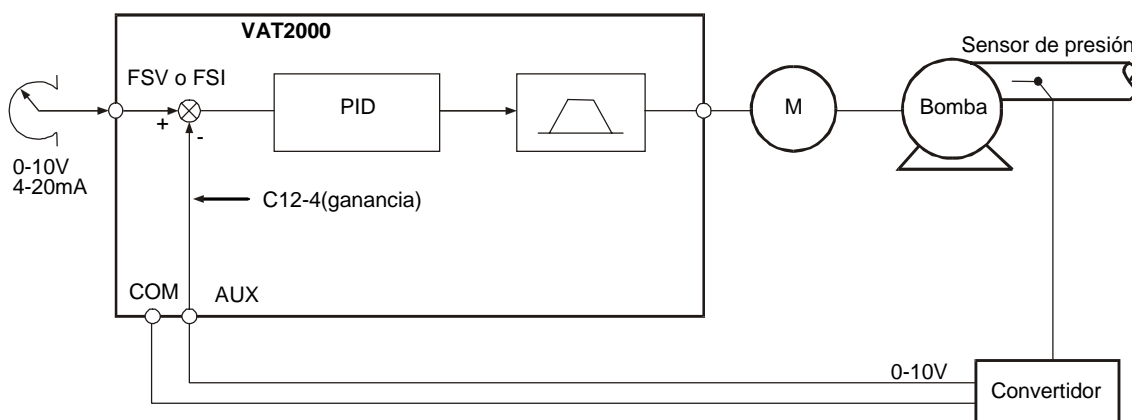 VAT2000
Sensor de presión
FSV o FSI
PID
M
Bomba
+
-
0-10V
4-20mA
C12-4(ganancia)
COM
AUX
0-10V
Convertidor